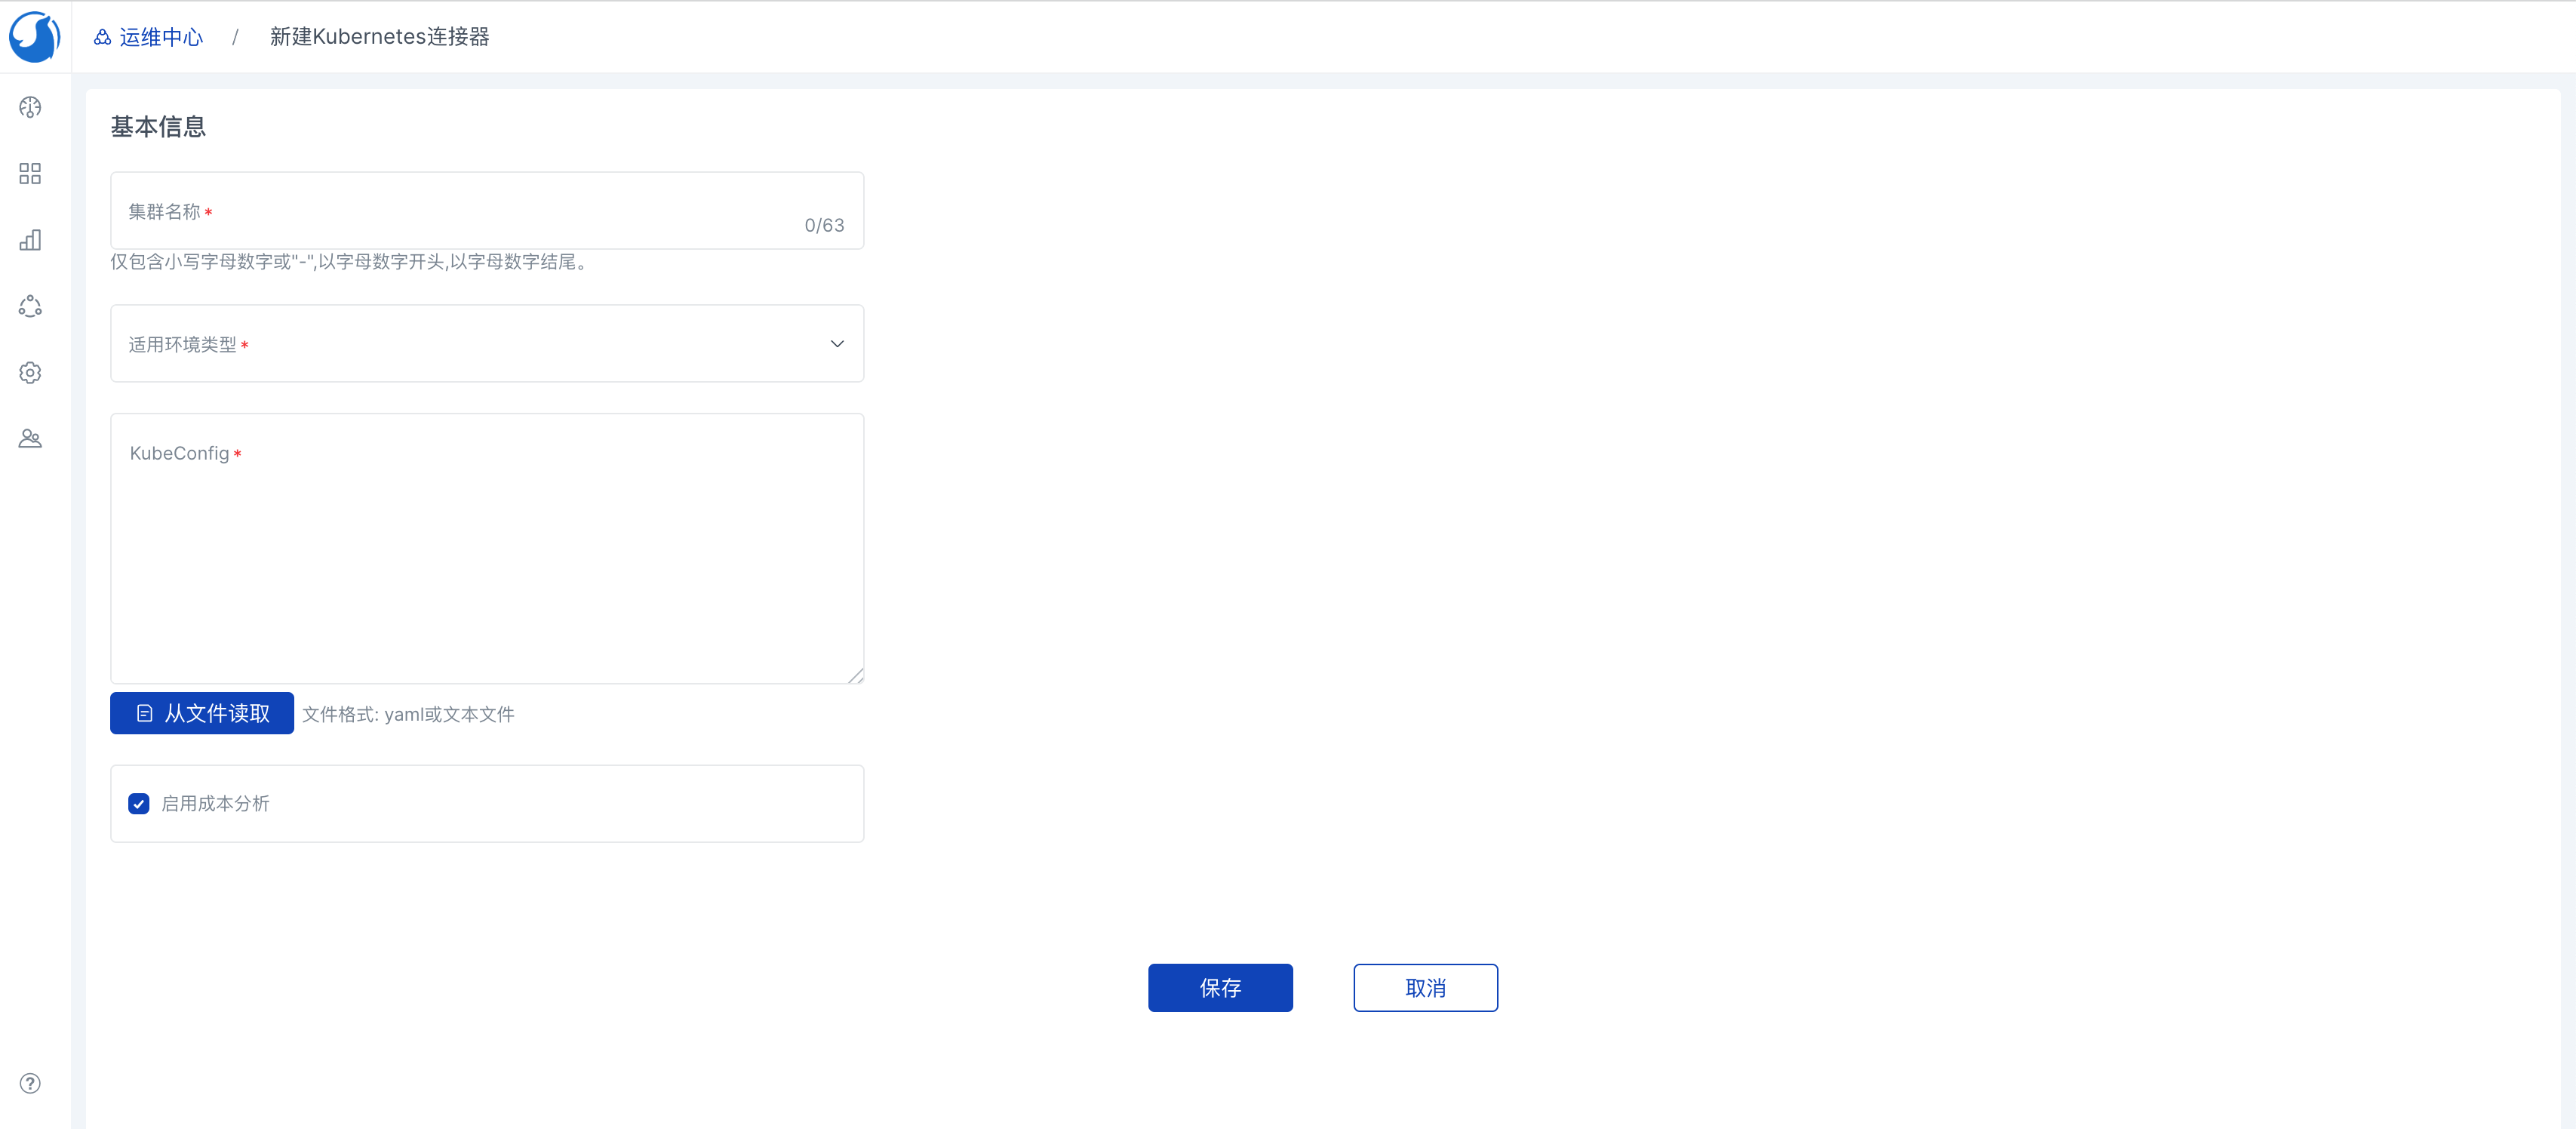 运维中心 / 新建Kubernetes连接器
基本信息
集群名称*
0/63
仅包含小写字母数字或"-",以字母数字开头,以字母数字结尾。
适用环境类型*
KubeConfig*
从文件读取 文件格式: yaml或文本文件
启用成本分析
保存 取消